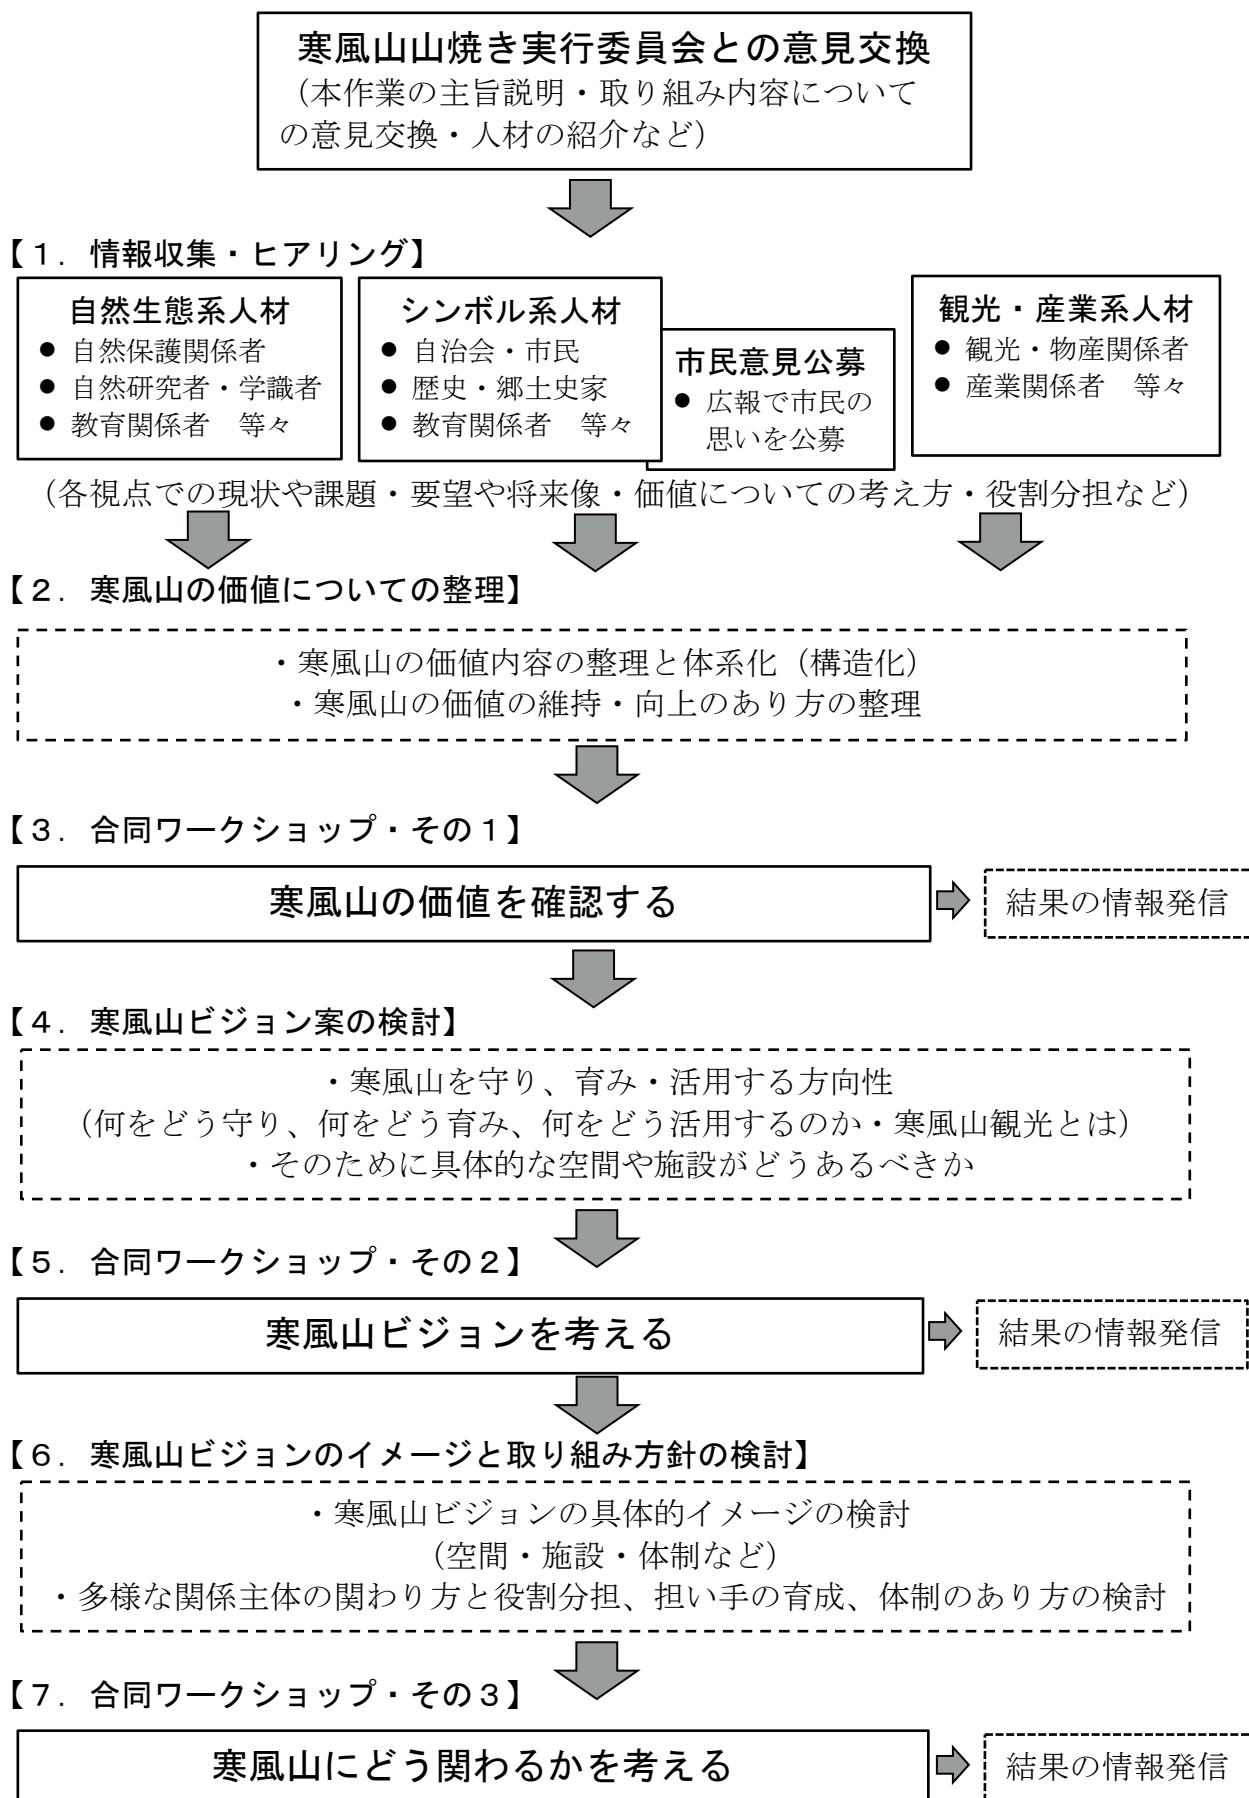 寒風山山焼き実行委員会との意見交換
（本作業の主旨説明・取り組み内容について
の意見交換・人材の紹介など）
【１．情報収集・ヒアリング】
自然生態系人材
● 自然保護関係者
● 自然研究者・学識者
● 教育関係者　等々
シンボル系人材
● 自治会・市民
● 歴史・郷土史家
● 教育関係者　等々
市民意見公募
● 広報で市民の
思いを公募
観光・産業系人材
● 観光・物産関係者
● 産業関係者　等々
（各視点での現状や課題・要望や将来像・価値についての考え方・役割分担など）
【２．寒風山の価値についての整理】
・寒風山の価値内容の整理と体系化（構造化）
・寒風山の価値の維持・向上のあり方の整理
【３．合同ワークショップ・その１】
寒風山の価値を確認する
結果の情報発信
【４．寒風山ビジョン案の検討】
・寒風山を守り、育み・活用する方向性
（何をどう守り、何をどう育み、何をどう活用するのか・寒風山観光とは）
・そのために具体的な空間や施設がどうあるべきか
【５．合同ワークショップ・その２】
寒風山ビジョンを考える
結果の情報発信
【６．寒風山ビジョンのイメージと取り組み方針の検討】
・寒風山ビジョンの具体的イメージの検討
（空間・施設・体制など）
・多様な関係主体の関わり方と役割分担、担い手の育成、体制のあり方の検討
【７．合同ワークショップ・その３】
寒風山にどう関わるかを考える
結果の情報発信